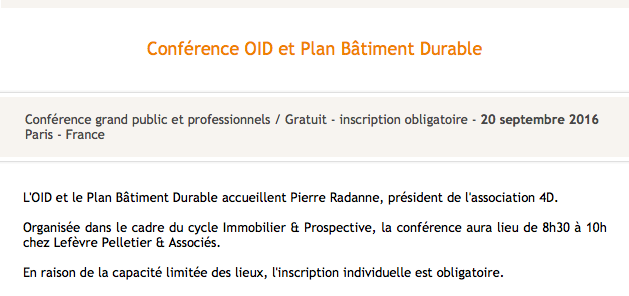 Conférence OID et Plan Bâtiment Durable
Conférence grand public et professionnels / Gratuit - inscription obligatoire - 20 septembre 2016
Paris - France
L'OID et le Plan Bâtiment Durable accueillent Pierre Radanne, président de l'association 4D.
Organisée dans le cadre du cycle Immobilier & Prospective, la conférence aura lieu de 8h30 à 10h
chez Lefèvre Pelletier & Associés.
En raison de la capacité limitée des lieux, l'inscription individuelle est obligatoire.